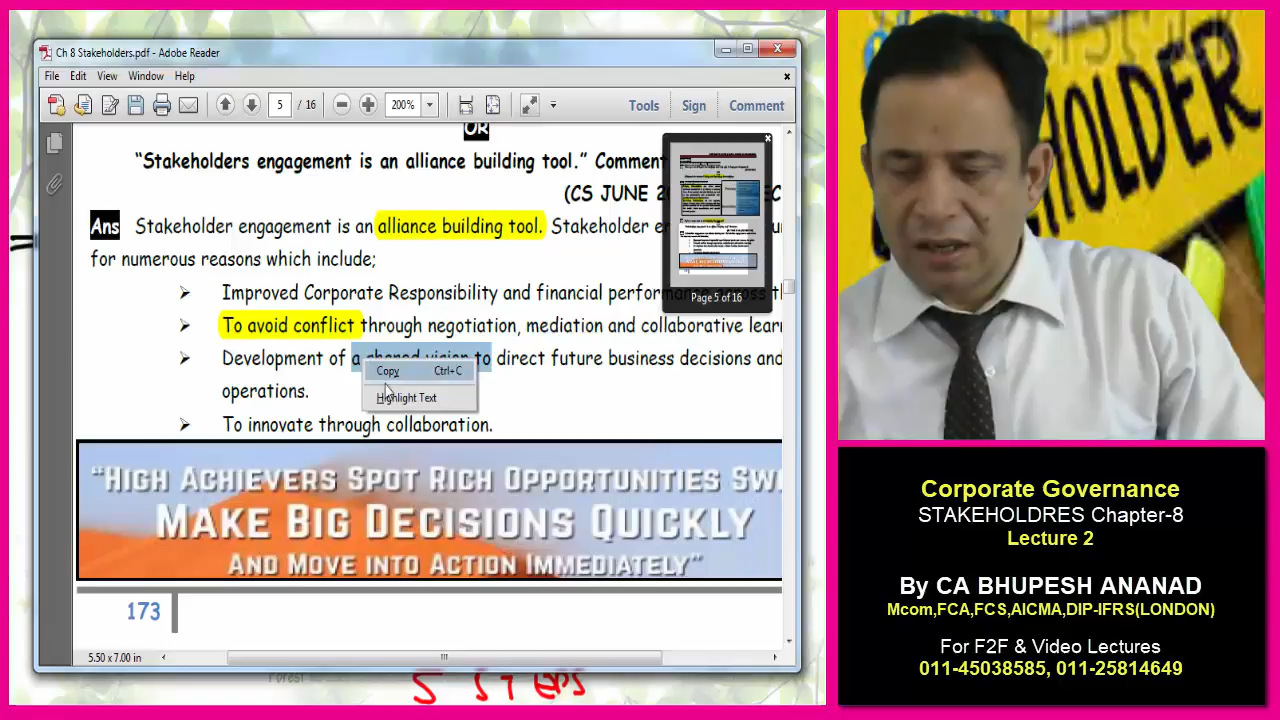 Ch 8 Stakeholders.pdf - Adobe Reader
File Edit View Window Help
5 / 16 200% Tools Sign Comment
OR
“Stakeholders engagement is an alliance building tool.” Comment
(CS JUNE
Ans Stakeholder engagement is an alliance building tool. Stakeholder
for numerous reasons which include;
➤ Improved Corporate Responsibility and financial performance across
➤ To avoid conflict through negotiation, mediation and collaborative
➤ Development of a shared vision to direct future business decisions and
operations.
➤ To innovate through collaboration.
Copy Ctrl+C
Highlight Text
Page 5 of 16
“HIGH ACHIEVERS SPOT RICH OPPORTUNITIES
MAKE BIG DECISIONS QUICKLY
AND MOVE INTO ACTION IMMEDIATELY”
173
5.50 x 7.00 in
Forest
5 STEPS
HOLDER
Corporate Governance
STAKEHOLDRES Chapter-8
Lecture 2
By CA BHUPESH ANANAD
Mcom,FCA,FCS,AICMA,DIP-IFRS(LONDON)
For F2F & Video Lectures
011-45038585, 011-25814649